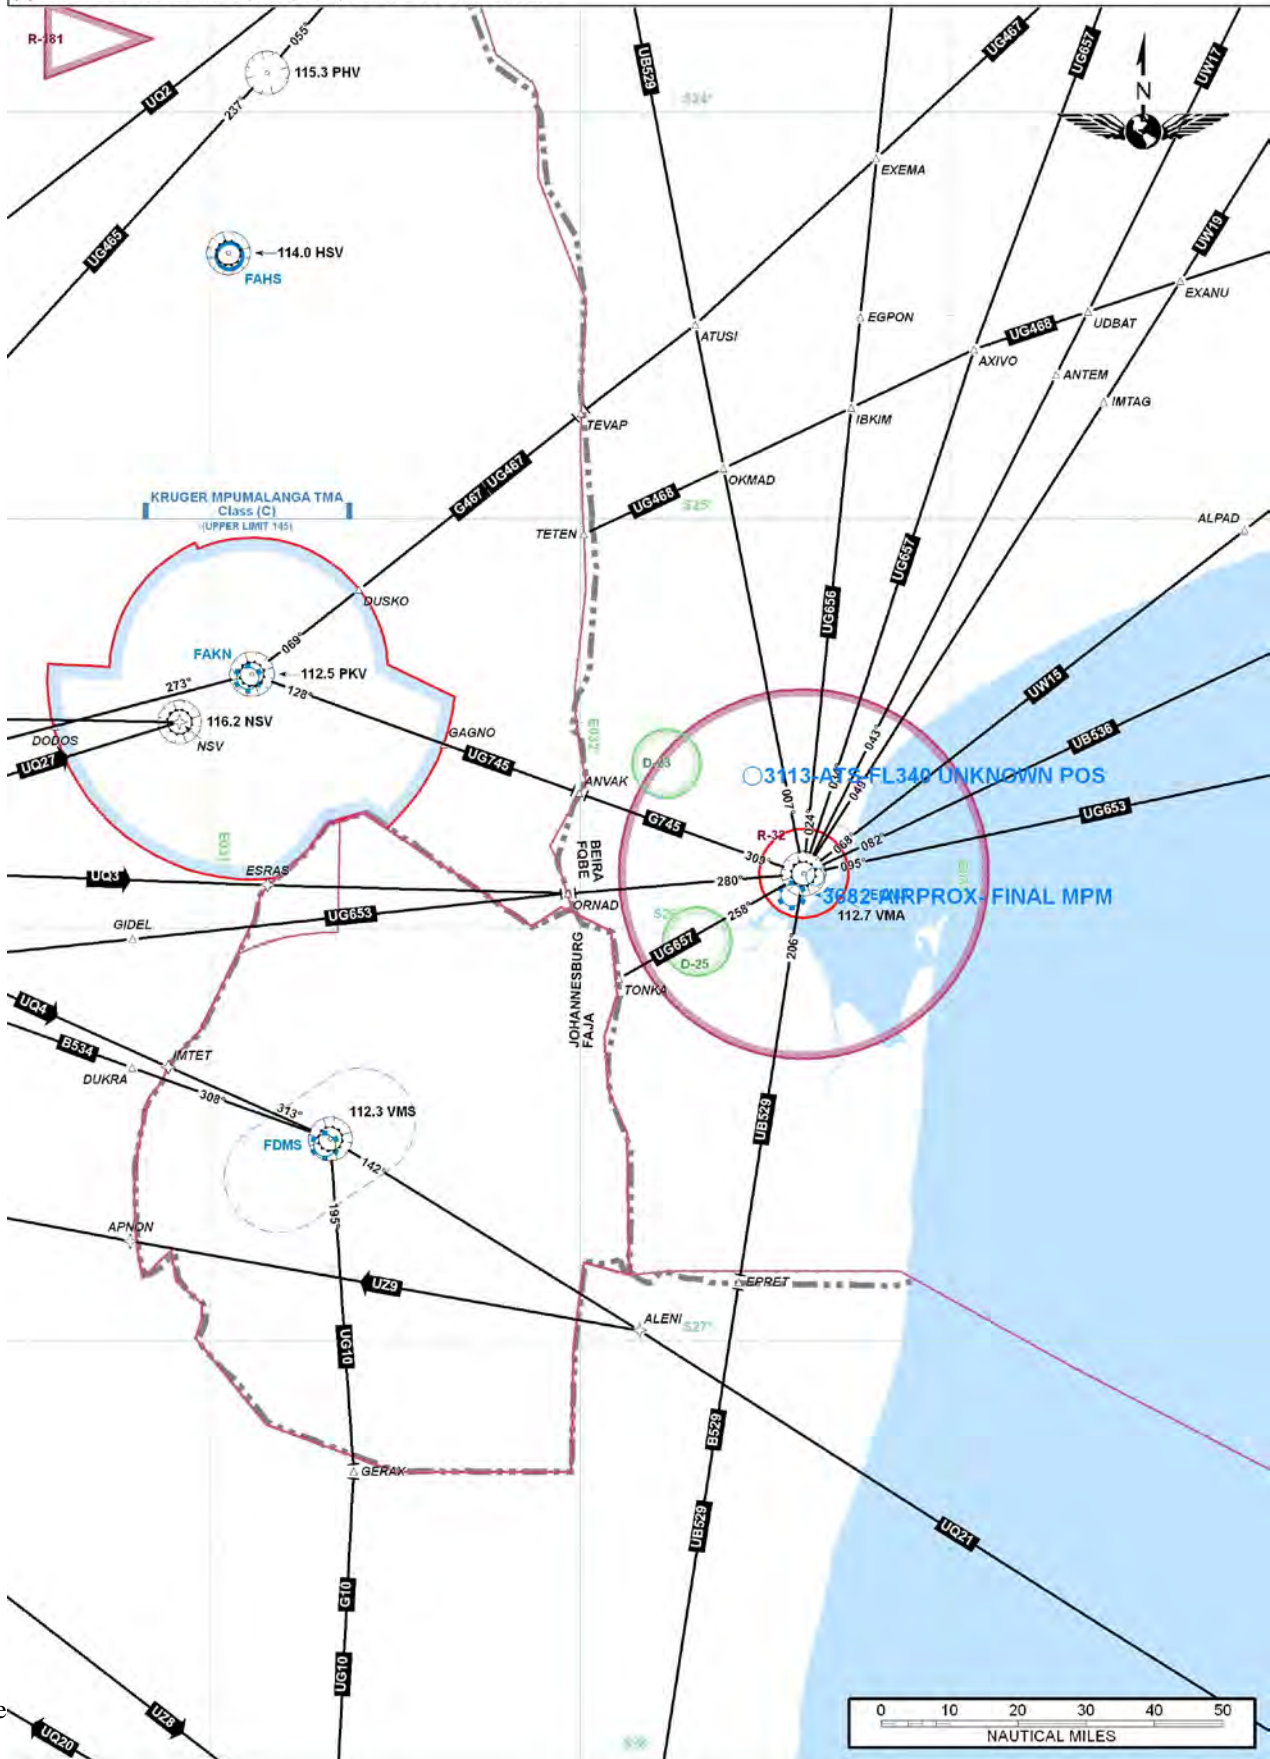 R-181
055°
115.3 PHV
UQ2
237°
UG465
114.0 HSV
FAHS
UB529
S24°
UG467
UG657
UW17
N
EXEMA
UW19
EXANU
EGPON
UDBAT
ATUSI
UG468
AXIVO
ANTEM
IBKIM
IMTAG
TEVAP
G467 UG467
OKMAD
KRUGER MPUMALANGA TMA
Class (C)
(UPPER LIMIT 145)
UG468
S25°
TETEN
ALPAD
UG657
DUSKO
UG656
069°
FAKN
112.5 PKV
273°
128°
116.2 NSV
NSV
DODOS
UQ27
GAGNO
UG745
E032
UW15
043°
UB536
D-23
3113-ATS-FL340 UNKNOWN POS
ANVAK
007°
049°
024°
UG653
G745
R-32
068°
082°
095°
BEIRA
FQBE
E031
ESRAS
UQ3
280°
ORNAD
3682-AIRPROX- FINAL MPM
112.7 VMA
258°
GIDEL
UG653
UG657
D-25
206°
JOHANNESBURG
FAJA
TONKA
UQ4
B534
IMTET
DUKRA
308°
313°
112.3 VMS
FDMS
142°
195°
UB529
APNON
UZ9
EPRET
ALENI
S27°
UG10
B529
GERAX
UB529
UQ21
G10
UG10
e
UZ8
UQ20
0 10 20 30 40 50
NAUTICAL MILES